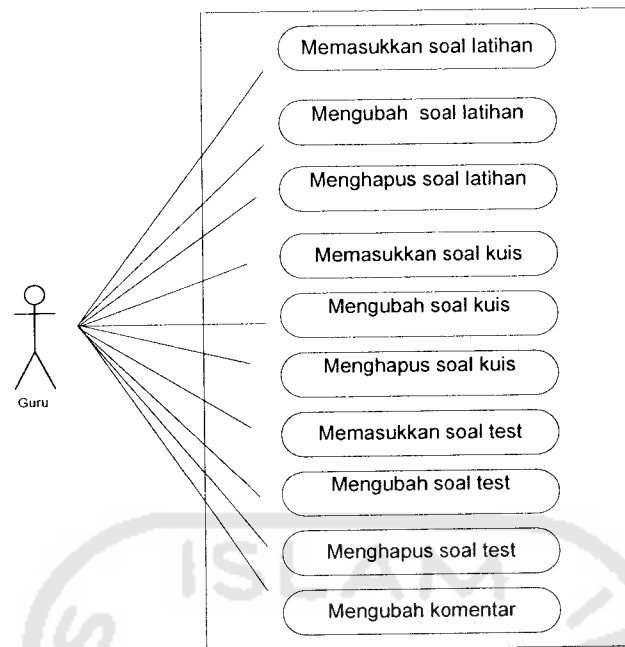 Memasukkan soal latihan
Mengubah soal latihan
Menghapus soal latihan
Memasukkan soal kuis
Mengubah soal kuis
Menghapus soal kuis
Guru
Memasukkan soal test
Mengubah soal test
Menghapus soal test
Mengubah komentar
ISLAM
S